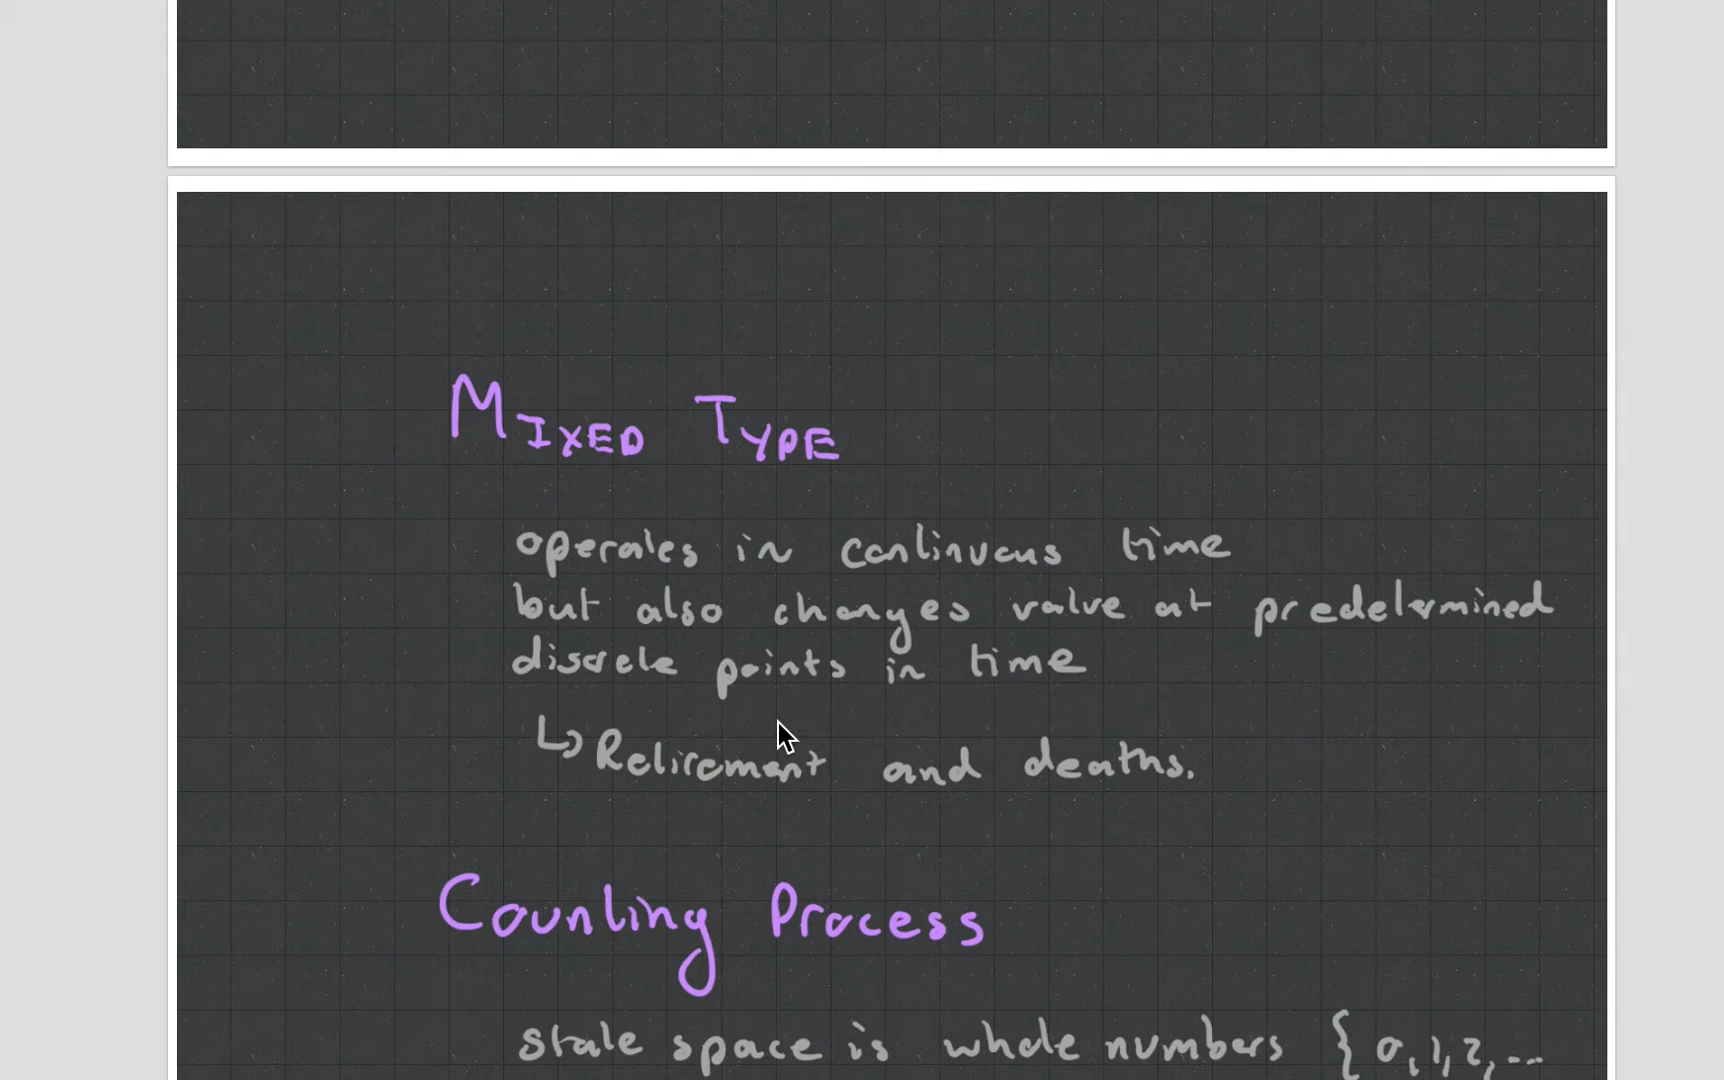 MIXED TYPE
operates in continuous time
but also changes value at predetermined
discrete points in time
↳ Retirement and deaths.
Counting Process
state space is whole numbers {0,1,2,...